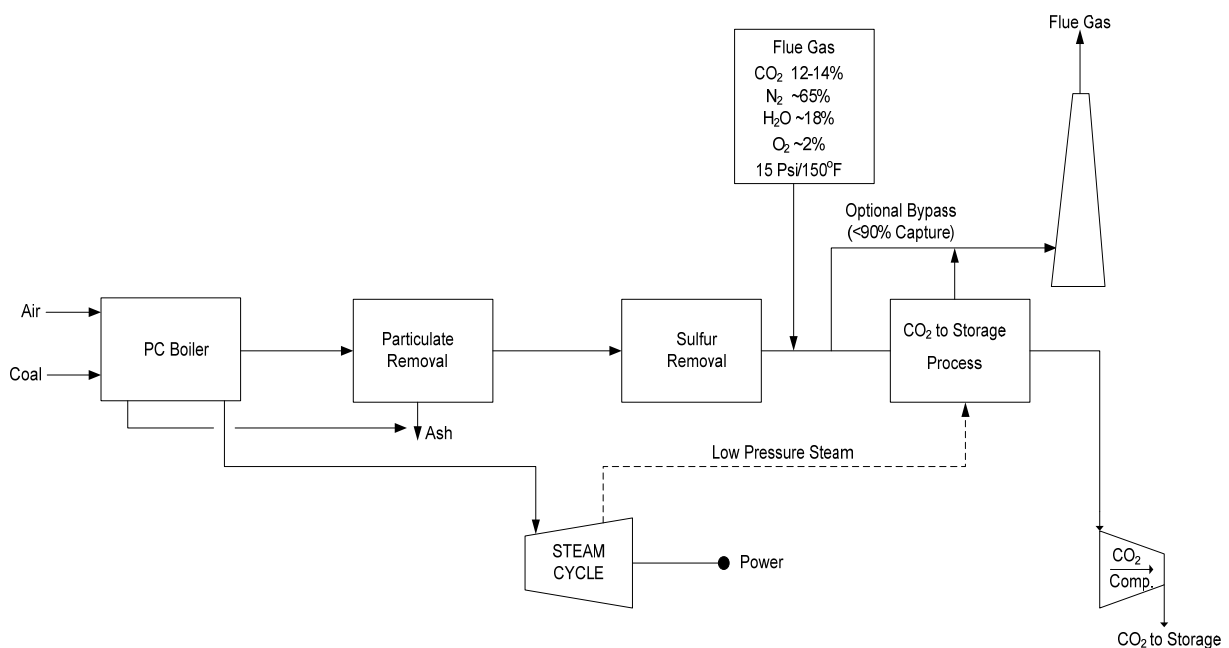 Flue Gas
Flue Gas
CO₂ 12-14%
N₂ ~65%
H₂O ~18%
O₂ ~2%
15 Psi/150°F
Optional Bypass
(<90% Capture)
Air
Coal
PC Boiler
Particulate
Removal
Sulfur
Removal
CO₂ to Storage
Process
Ash
Low Pressure Steam
STEAM
CYCLE
Power
CO₂
Comp.
CO₂ to Storage